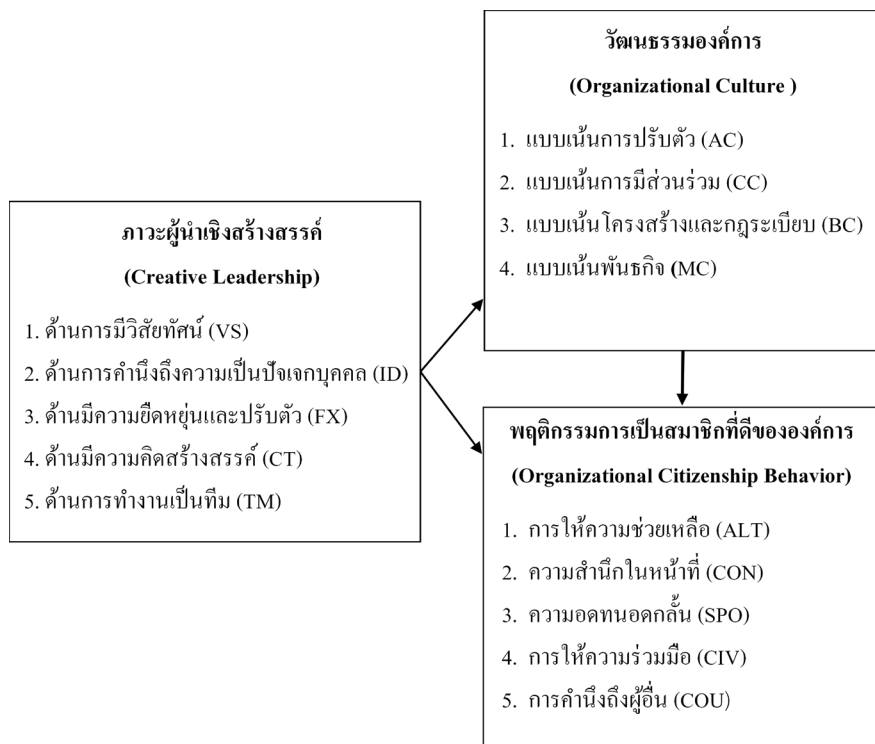 วัฒนธรรมองค์การ
(Organizational Culture )
1. แบบเน้นการปรับตัว (AC)
2. แบบเน้นการมีส่วนร่วม (CC)
3. แบบเน้นโครงสร้างและกฎระเบียบ (BC)
4. แบบเน้นพันธกิจ (MC)
ภาวะผู้นำเชิงสร้างสรรค์
(Creative Leadership)
1. ด้านการมีวิสัยทัศน์ (VS)
2. ด้านการคำนึงถึงความเป็นปัจเจกบุคคล (ID)
3. ด้านมีความยืดหยุ่นและปรับตัว (FX)
4. ด้านมีความคิดสร้างสรรค์ (CT)
5. ด้านการทำงานเป็นทีม (TM)
พฤติกรรมการเป็นสมาชิกที่ดีขององค์การ
(Organizational Citizenship Behavior)
1. การให้ความช่วยเหลือ (ALT)
2. ความสำนึกในหน้าที่ (CON)
3. ความอดทนอดกลั้น (SPO)
4. การให้ความร่วมมือ (CIV)
5. การคำนึงถึงผู้อื่น (COU)